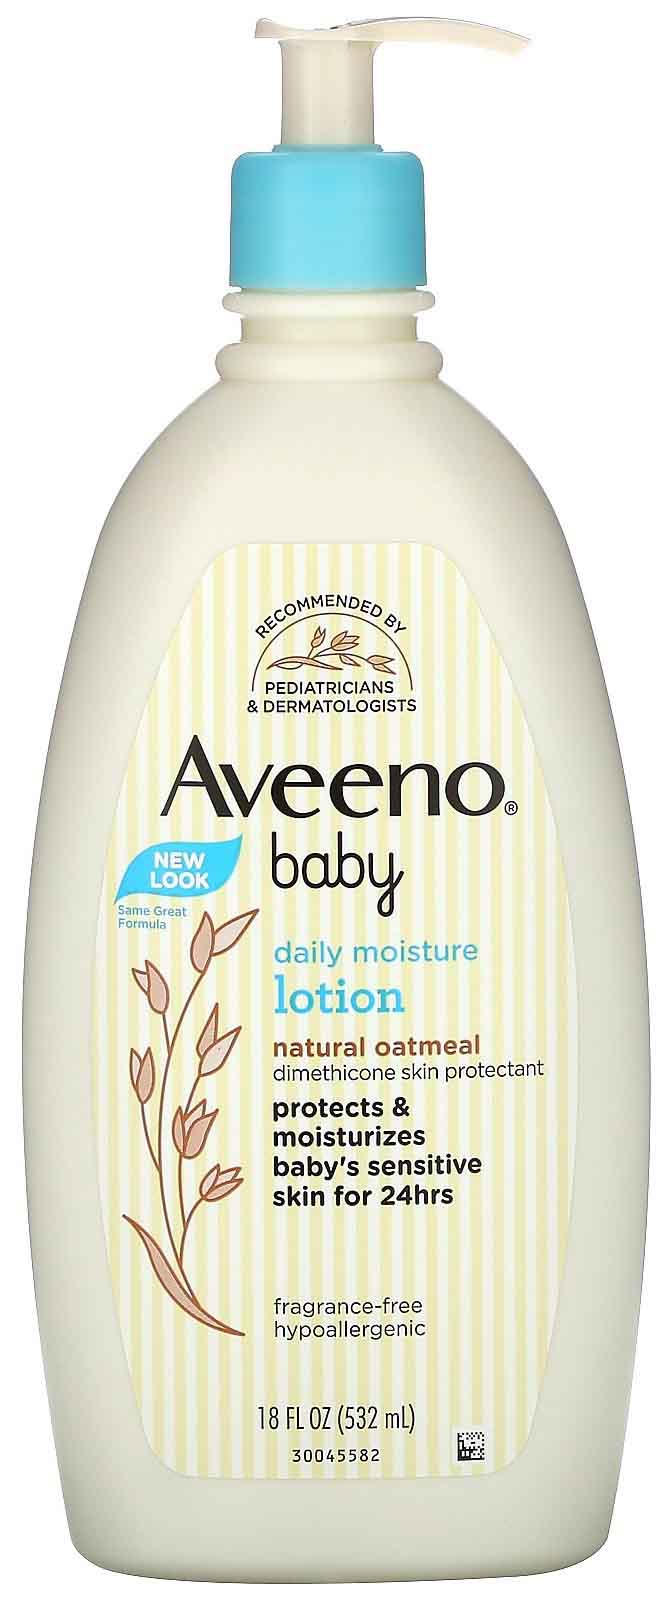 RECOMMENDED BY
PEDIATRICIANS
& DERMATOLOGISTS
Aveeno®
baby
NEW
LOOK
Same Great
Formula
daily moisture
lotion
natural oatmeal
dimethicone skin protectant
protects &
moisturizes
baby's sensitive
skin for 24hrs
fragrance-free
hypoallergenic
18 FL OZ (532 mL)
30045582